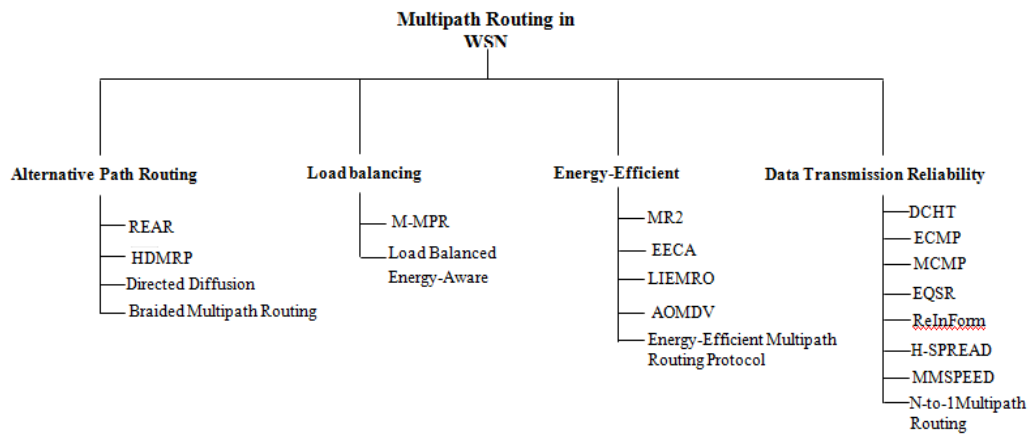 Multipath Routing in
WSN
Alternative Path Routing
REAR
HDMRP
Directed Diffusion
Braided Multipath Routing
Load balancing
M-MPR
Load Balanced
Energy-Aware
Energy-Efficient
MR2
EECA
LIEMRO
AOMDV
Energy-Efficient Multipath
Routing Protocol
Data Transmission Reliability
DCHT
ECMP
MCMP
EQSR
ReInForm
H-SPREAD
MMSPEED
N-to-1Multipath
Routing